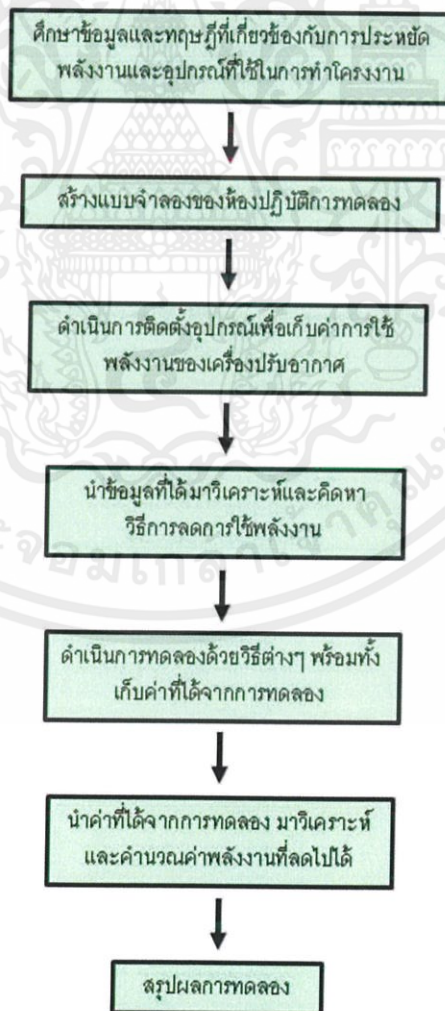 ศึกษาข้อมูลและทฤษฎีที่เกี่ยวข้องกับการประหยัด
พลังงานและอุปกรณ์ที่ใช้ในการทำโครงงาน
สร้างแบบจำลองของห้องปฏิบัติการทดลอง
ดำเนินการติดตั้งอุปกรณ์เพื่อเก็บค่าการใช้
พลังงานของเครื่องปรับอากาศ
นำข้อมูลที่ได้มาวิเคราะห์และคิดหา
วิธีการลดการใช้พลังงาน
ดำเนินการทดลองด้วยวิธีต่างๆ พร้อมทั้ง
เก็บค่าที่ได้จากการทดลอง
นำค่าที่ได้จากการทดลอง มาวิเคราะห์
และคำนวณค่าพลังงานที่ลดไปได้
สรุปผลการทดลอง